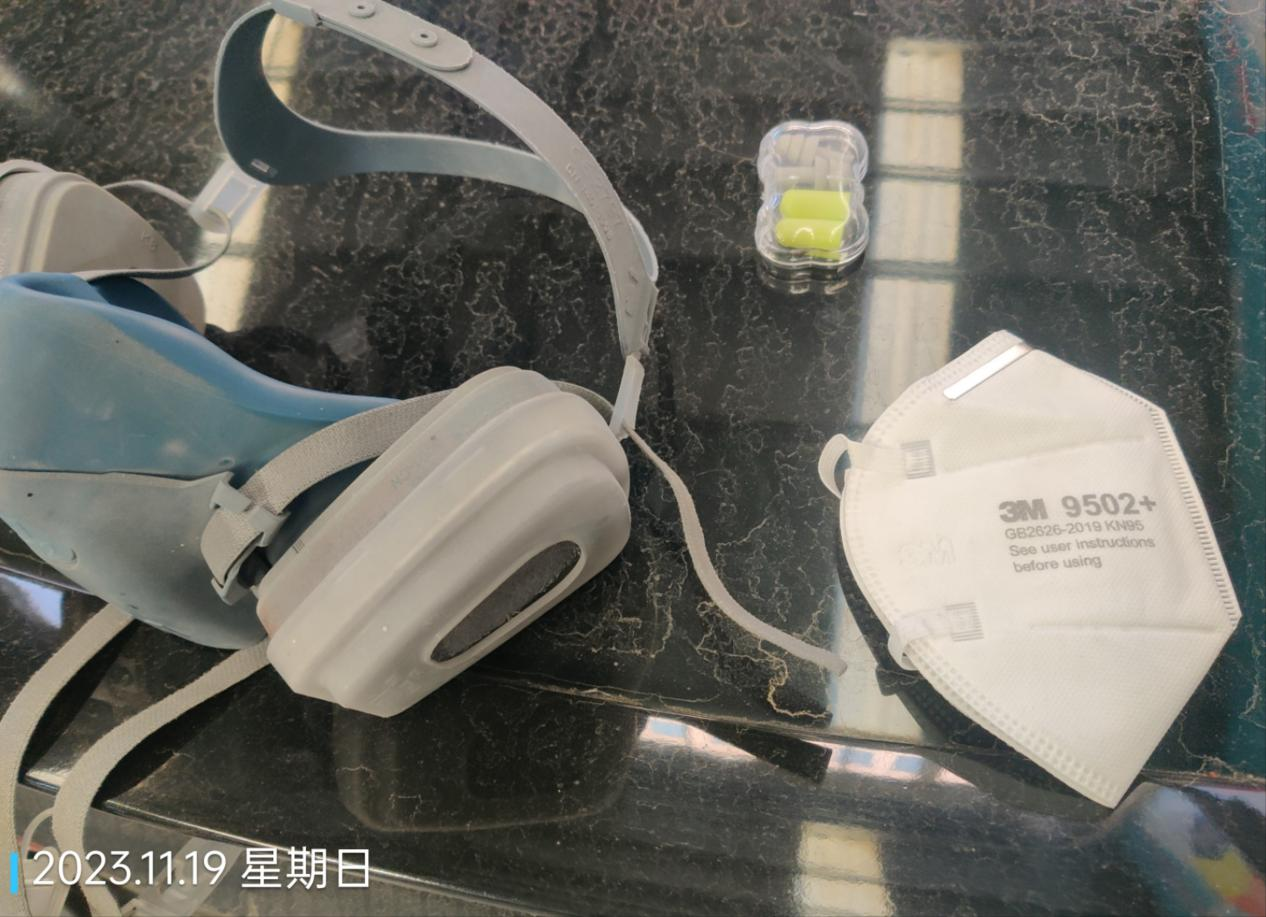 3M 9502+
GB2626-2019 KN95
See user instructions
before using
2023.11.19 星期日